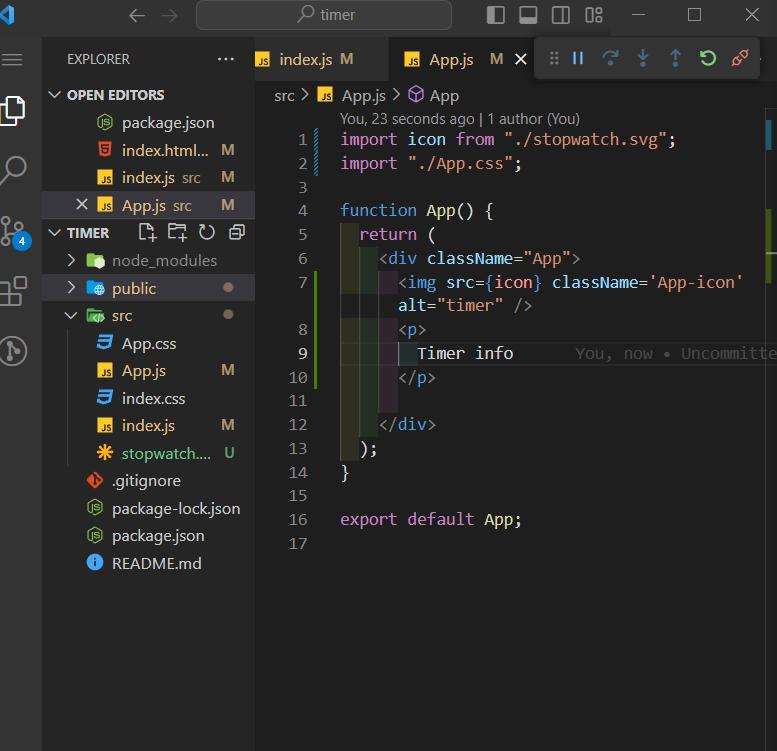 timer
EXPLORER
OPEN EDITORS
package.json
index.html... M
index.js src M
App.js src M
TIMER
node_modules
public
src
App.css
App.js M
index.css
index.js M
stopwatch.... U
.gitignore
package-lock.json
package.json
README.md
4
JS index.js M
JS App.js M
src > JS App.js > App
You, 23 seconds ago | 1 author (You)
1 import icon from "./stopwatch.svg";
2 import "./App.css";
3
4 function App() {
5 return (
6 <div className="App">
7 <img src={icon} className='App-icon'
alt="timer" />
8 <p>
9 Timer info You, now • Uncommitte
10 </p>
11
12 </div>
13 );
14 }
15
16 export default App;
17